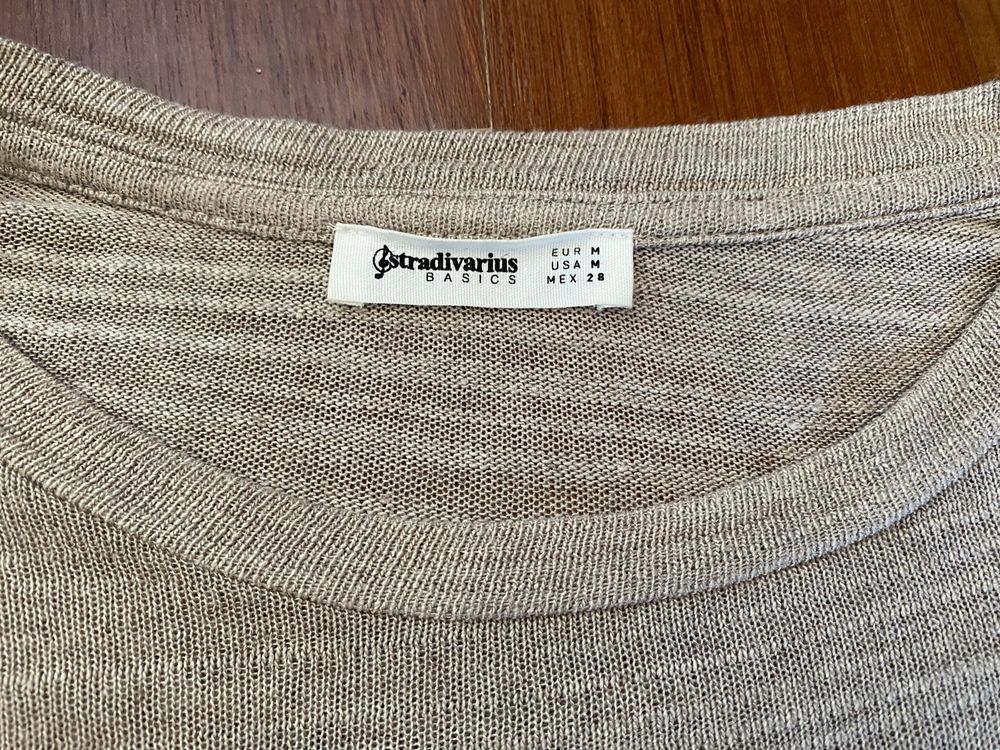 stradivarius
BASICS
EUR M
USA M
MEX 28